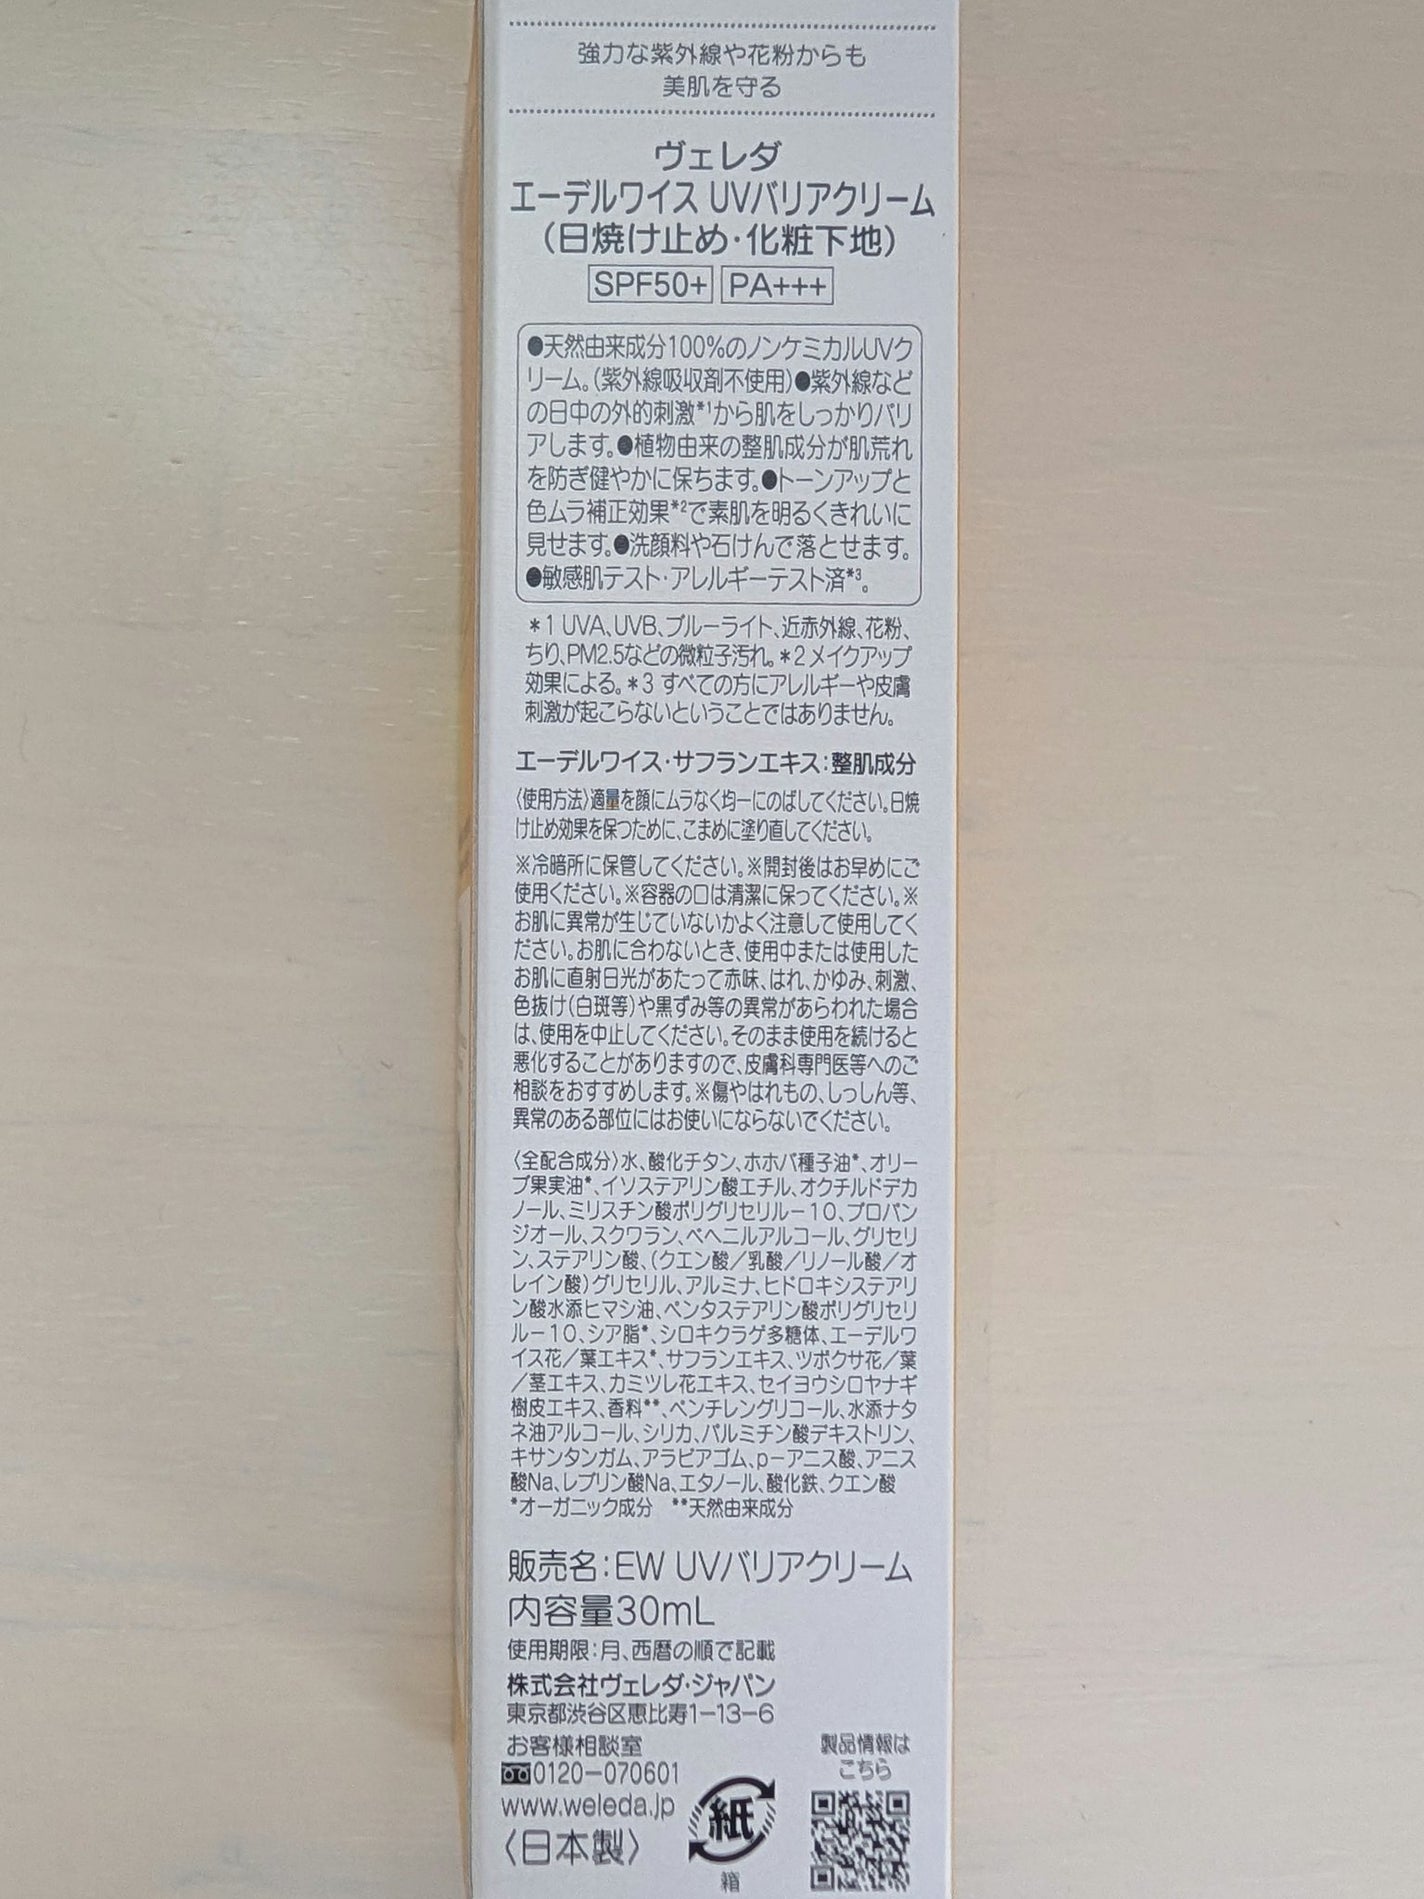 強力な紫外線や花粉からも
美肌を守る
ヴェレダ
エーデルワイス UVバリアクリーム
(日焼け止め・化粧下地)
SPF50+ PA+++
●天然由来成分100%のノンケミカルUVク
リーム。(紫外線吸収剤不使用)●紫外線など
の日中の外的刺激*1から肌をしっかりバリ
アします。●植物由来の整肌成分が肌荒れ
を防ぎ健やかに保ちます。●トーンアップと
色ムラ補正効果*2で素肌を明るくきれいに
見せます。●洗顔料や石けんで落とせます。
●敏感肌テスト・アレルギーテスト済*3。
*1 UVA、UVB、ブルーライト、近赤外線、花粉、
ちり、PM2.5などの微粒子汚れ。*2 メイクアップ
効果による。*3 すべての方にアレルギーや皮膚
刺激が起こらないということではありません。
エーデルワイス・サフランエキス:整肌成分
〈使用方法〉適量を顔にムラなく均一にのばしてください。日焼
け止め効果を保つために、こまめに塗り直してください。
※冷暗所に保管してください。※開封後はお早めにご
使用ください。※容器の口は清潔に保ってください。※
お肌に異常が生じていないかよく注意して使用してく
ださい。お肌に合わないとき、使用中または使用した
お肌に直射日光があたって赤味、はれ、かゆみ、刺激、
色抜け(白斑等)や黒ずみ等の異常があらわれた場合
は、使用を中止してください。そのまま使用を続けると
悪化することがありますので、皮膚科専門医等へのご
相談をおすすめします。※傷やはれもの、しっしん等、
異常のある部位にはお使いにならないでください。
〈全配合成分〉水、酸化チタン、ホホバ種子油*、オリー
ブ果実油*、イソステアリン酸エチル、オクチルドデカ
ノール、ミリスチン酸ポリグリセリルー10、プロパン
ジオール、スクワラン、ベヘニルアルコール、グリセリ
ン、ステアリン酸、(クエン酸/乳酸/リノール酸/オ
レイン酸)グリセリル、アルミナ、ヒドロキシステアリ
ン酸水添ヒマシ油、ペンタステアリン酸ポリグリセリ
ルー10、シア脂*、シロキクラゲ多糖体、エーデルワ
イス花/葉エキス*、サフランエキス、ツボクサ花/葉
/茎エキス、カミツレ花エキス、セイヨウシロヤナギ
樹皮エキス、香料**、ペンチレングリコール、水添ナタ
ネ油アルコール、シリカ、パルミチン酸デキストリン、
キサンタンガム、アラビアゴム、p-アニス酸、アニス
酸Na、レブリン酸Na、エタノール、酸化鉄、クエン酸
*オーガニック成分 **天然由来成分
販売名:EW UVバリアクリーム
内容量30mL
使用期限:月、西暦の順で記載
株式会社ヴェレダ・ジャパン
東京都渋谷区恵比寿1-13-6
お客様相談室
0120-070601
www.weleda.jp
〈日本製〉
紙
箱
製品情報は
こちら